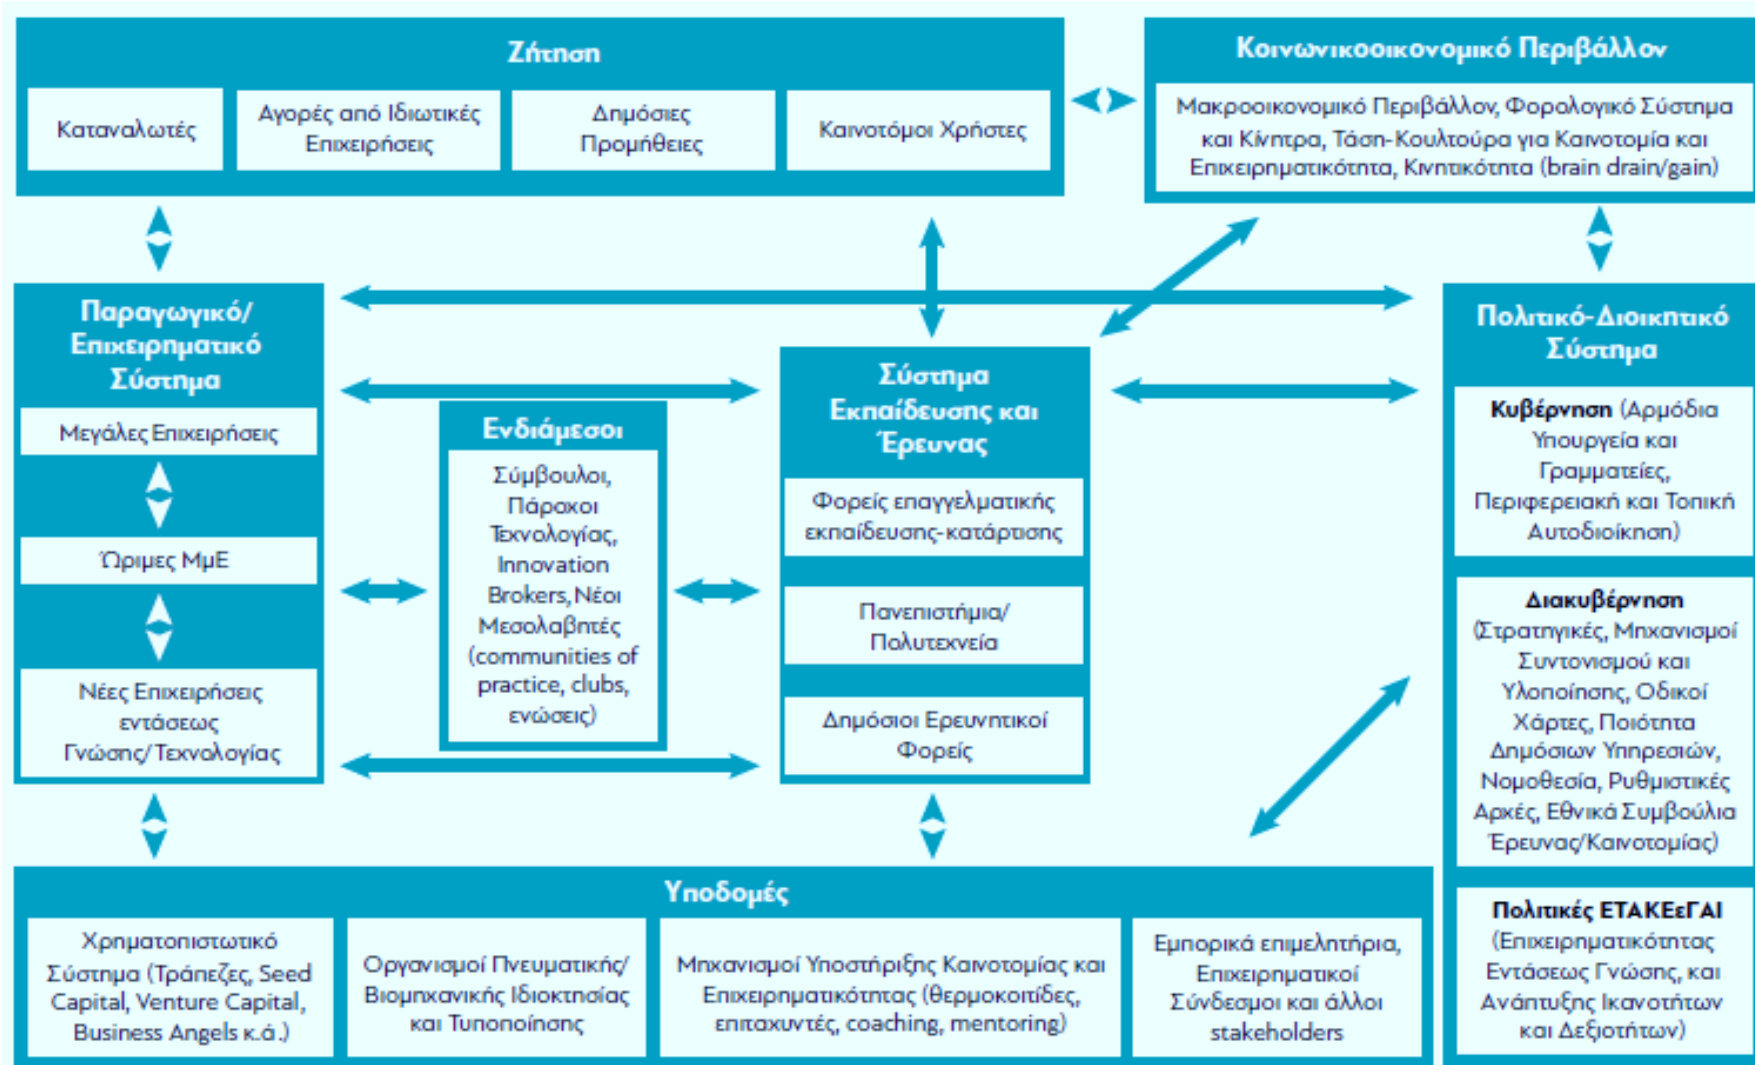 Ζήτηση
Καταναλωτές
Αγορές από Ιδιωτικές
Επιχειρήσεις
Δημόσιες
Προμήθειες
Καινοτόμοι Χρήστες
Κοινωνικοοικονομικό Περιβάλλον
Μακροοικονομικό Περιβάλλον, Φορολογικό Σύστημα
και Κίνητρα, Τάση-Κουλτούρα για Καινοτομία και
Επιχειρηματικότητα, Κινητικότητα (brain drain/gain)
Παραγωγικό/
Επιχειρηματικό
Σύστημα
Μεγάλες Επιχειρήσεις
Ώριμες ΜμΕ
Νέες Επιχειρήσεις
εντάσεως
Γνώσης/Τεχνολογίας
Ενδιάμεσοι
Σύμβουλοι,
Πάροχοι
Τεχνολογίας,
Innovation
Brokers, Νέοι
Μεσολαβητές
(communities of
practice, clubs,
ενώσεις)
Σύστημα
Εκπαίδευσης και
Έρευνας
Φορείς επαγγελματικής
εκπαίδευσης-κατάρτισης
Πανεπιστήμια/
Πολυτεχνεία
Δημόσιοι Ερευνητικοί
Φορείς
Πολιτικό-Διοικητικό
Σύστημα
Κυβέρνηση (Αρμόδια
Υπουργεία και
Γραμματείες,
Περιφερειακή και Τοπική
Αυτοδιοίκηση)
Διακυβέρνηση
(Στρατηγικές, Μηχανισμοί
Συντονισμού και
Υλοποίησης, Οδικοί
Χάρτες, Ποιότητα
Δημόσιων Υπηρεσιών,
Νομοθεσία, Ρυθμιστικές
Αρχές, Εθνικά Συμβούλια
Έρευνας/Καινοτομίας)
Πολιτικές ΕΤΑΚΕεΓΑΙ
(Επιχειρηματικότητας
Εντάσεως Γνώσης, και
Ανάπτυξης Ικανοτήτων
και Δεξιοτήτων)
Υποδομές
Χρηματοπιστωτικό
Σύστημα (Τράπεζες, Seed
Capital, Venture Capital,
Business Angels κ.ά.)
Οργανισμοί Πνευματικής/
Βιομηχανικής Ιδιοκτησίας
και Τυποποίησης
Μηχανισμοί Υποστήριξης Καινοτομίας και
Επιχειρηματικότητας (θερμοκοιτίδες,
επιταχυντές, coaching, mentoring)
Εμπορικά επιμελητήρια,
Επιχειρηματικοί
Σύνδεσμοι και άλλοι
stakeholders